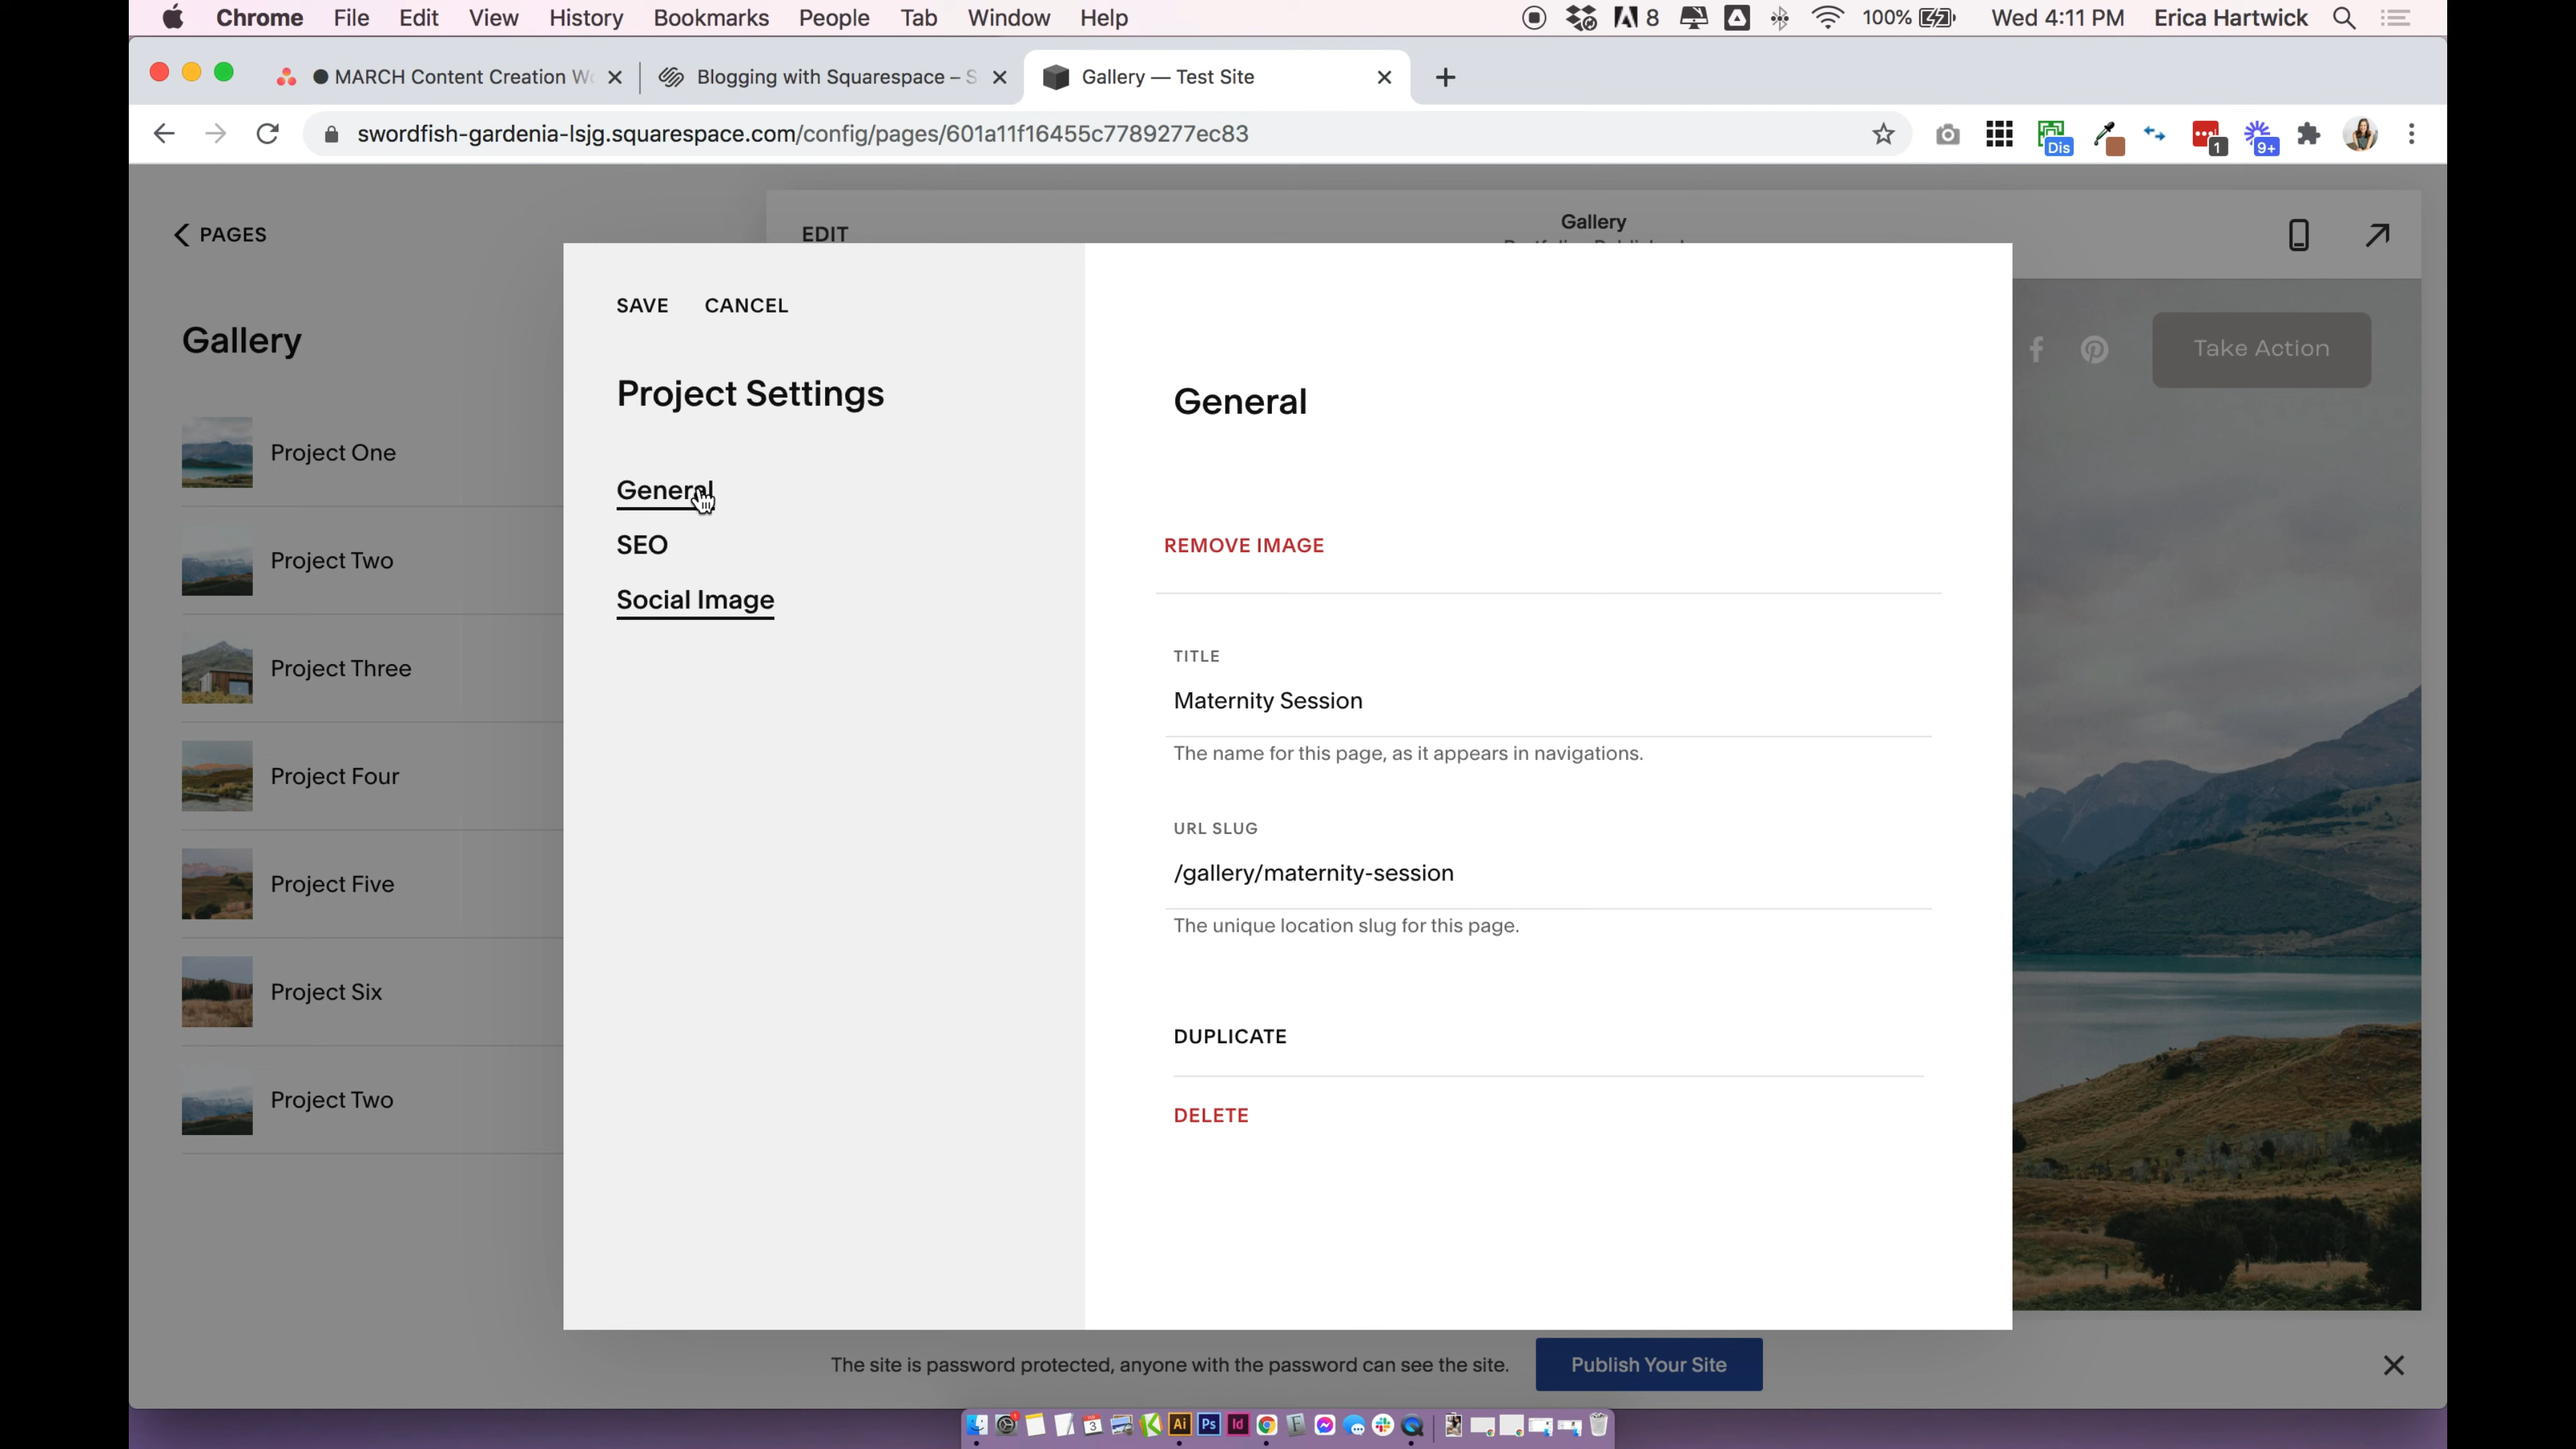 Chrome File Edit View History Bookmarks People Tab Window Help 8 100% Wed 4:11 PM Erica Hartwick
MARCH Content Creation Wo Blogging with Squarespace – S Gallery — Test Site
swordfish-gardenia-lsjg.squarespace.com/config/pages/601a11f16455c7789277ec83 Dis 1 9+
PAGES
EDIT
Gallery
Gallery
Project One
Project Two
Project Three
Project Four
Project Five
Project Six
Project Two
SAVE CANCEL
Project Settings
General
SEO
Social Image
General
REMOVE IMAGE
TITLE
Maternity Session
The name for this page, as it appears in navigations.
URL SLUG
/gallery/maternity-session
The unique location slug for this page.
DUPLICATE
DELETE
Take Action
The site is password protected, anyone with the password can see the site. Publish Your Site
3 Ai Ps Id